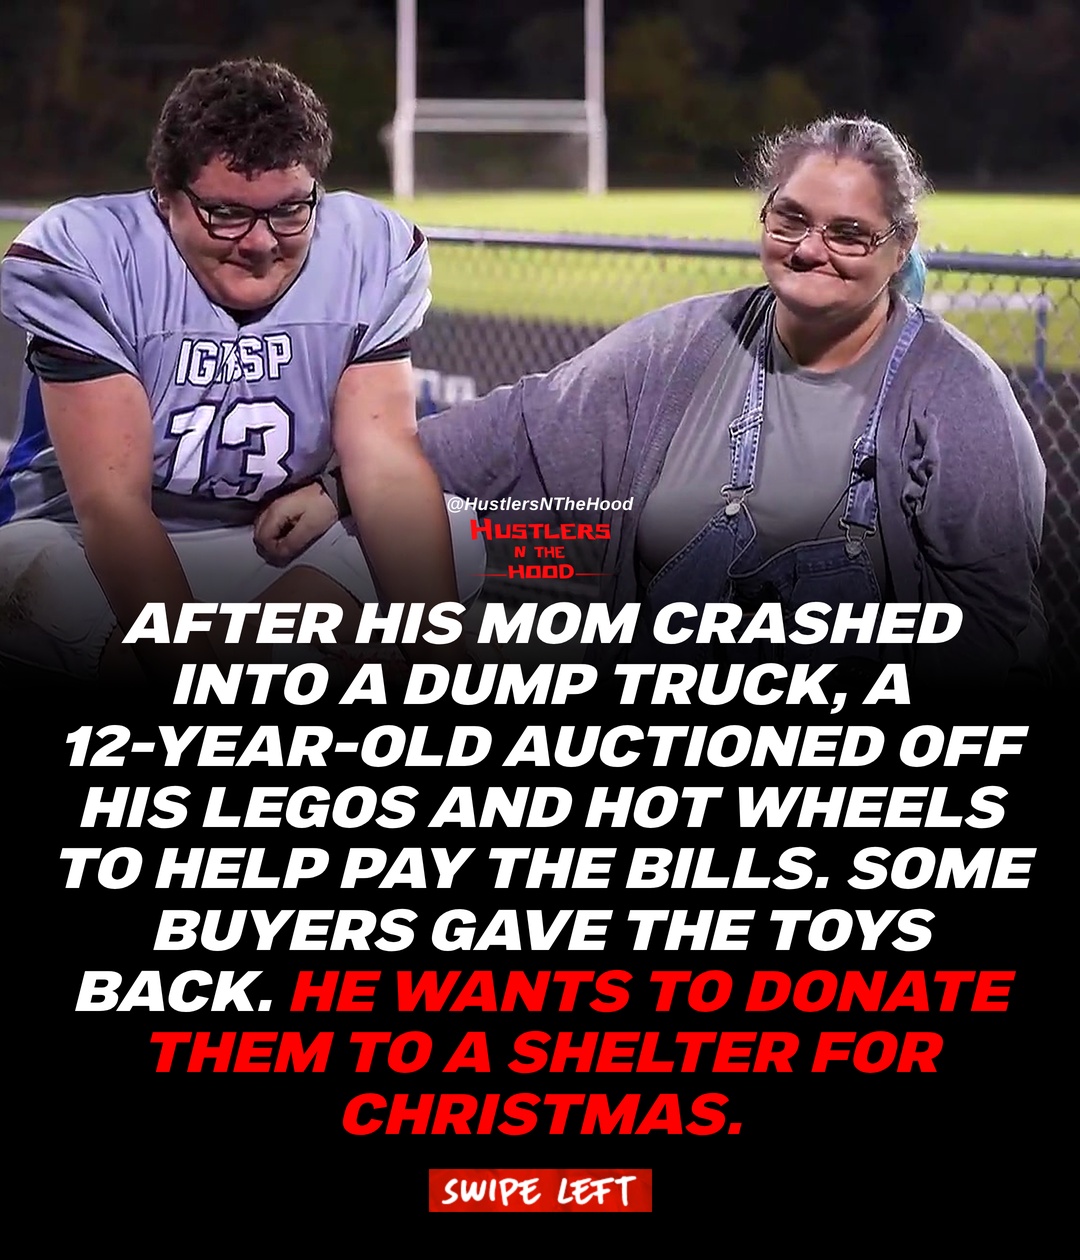 13
@HustlersNTheHood
HUSTLERS
N THE
HOOD
AFTER HIS MOM CRASHED
INTO A DUMP TRUCK, A
12-YEAR-OLD AUCTIONED OFF
HIS LEGOS AND HOT WHEELS
TO HELP PAY THE BILLS. SOME
BUYERS GAVE THE TOYS
BACK. HE WANTS TO DONATE
THEM TO A SHELTER FOR
CHRISTMAS.
SWIPE LEFT